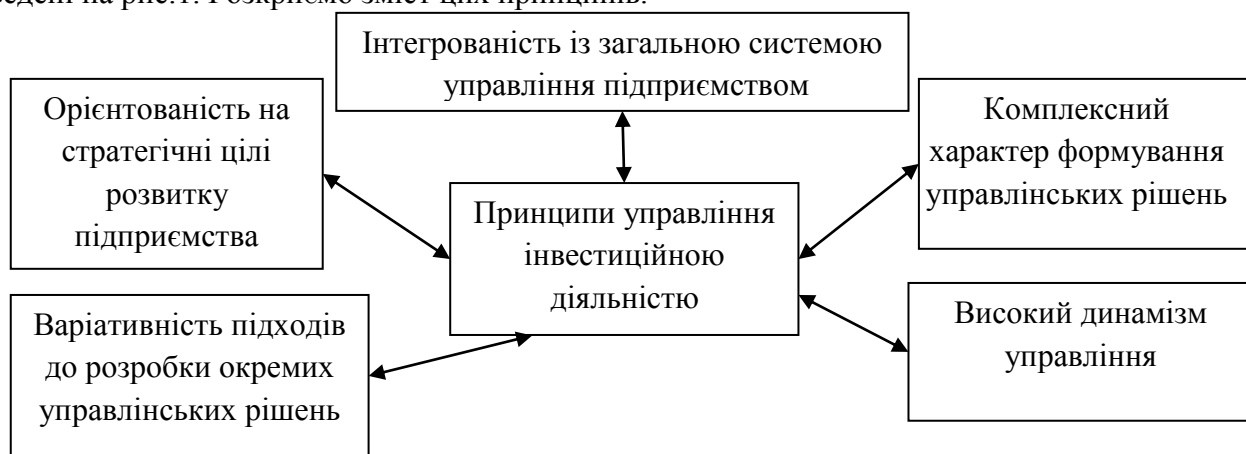 ведені на рис.1. Розкриємо зміст цих принципів.
Інтегрованість із загальною системою
управління підприємством
Орієнтованість на
стратегічні цілі
розвитку
підприємства
Комплексний
характер формування
управлінських рішень
Принципи управління
інвестиційною
діяльністю
Варіативність підходів
до розробки окремих
управлінських рішень
Високий динамізм
управління